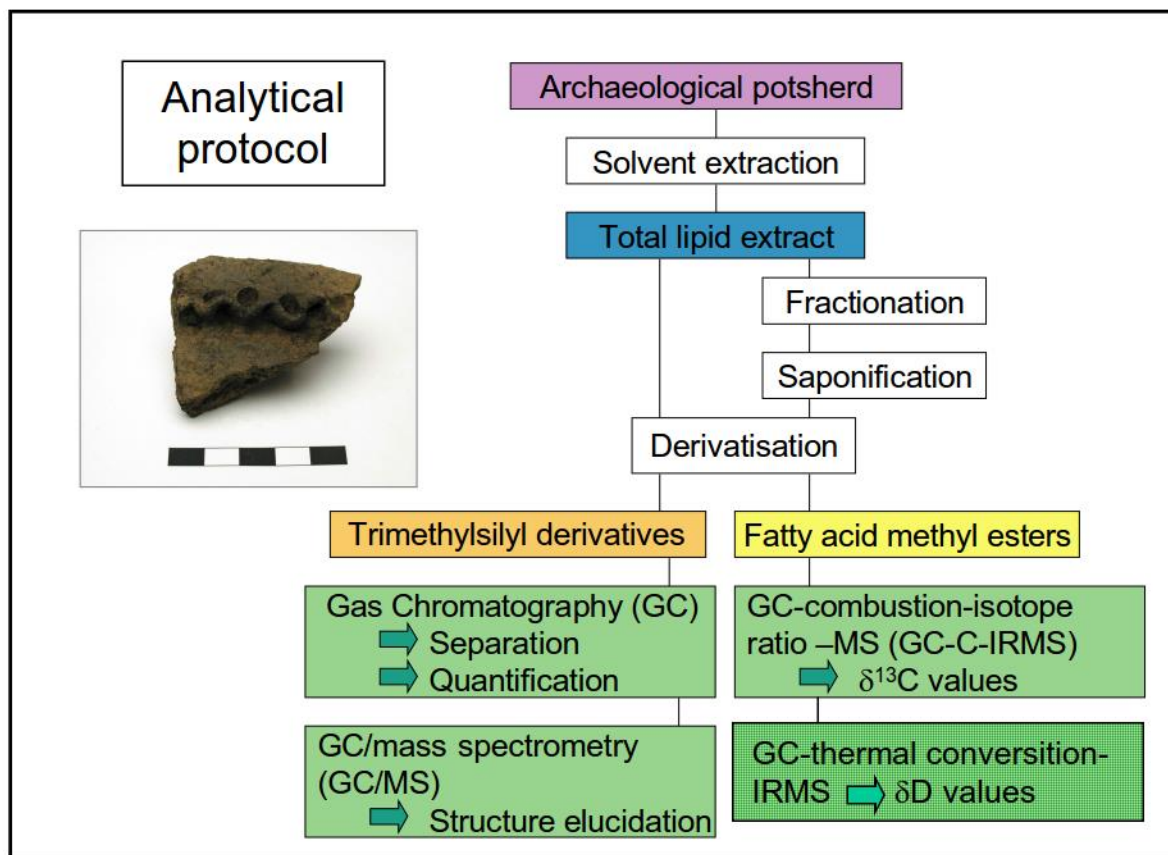 Analytical
protocol
Archaeological potsherd
Solvent extraction
Total lipid extract
Fractionation
Saponification
Derivatisation
Trimethylsilyl derivatives
Fatty acid methyl esters
Gas Chromatography (GC)
Separation
Quantification
GC/mass spectrometry
(GC/MS)
Structure elucidation
GC-combustion-isotope
ratio –MS (GC-C-IRMS)
δ¹³C values
GC-thermal conversition-
IRMS δD values